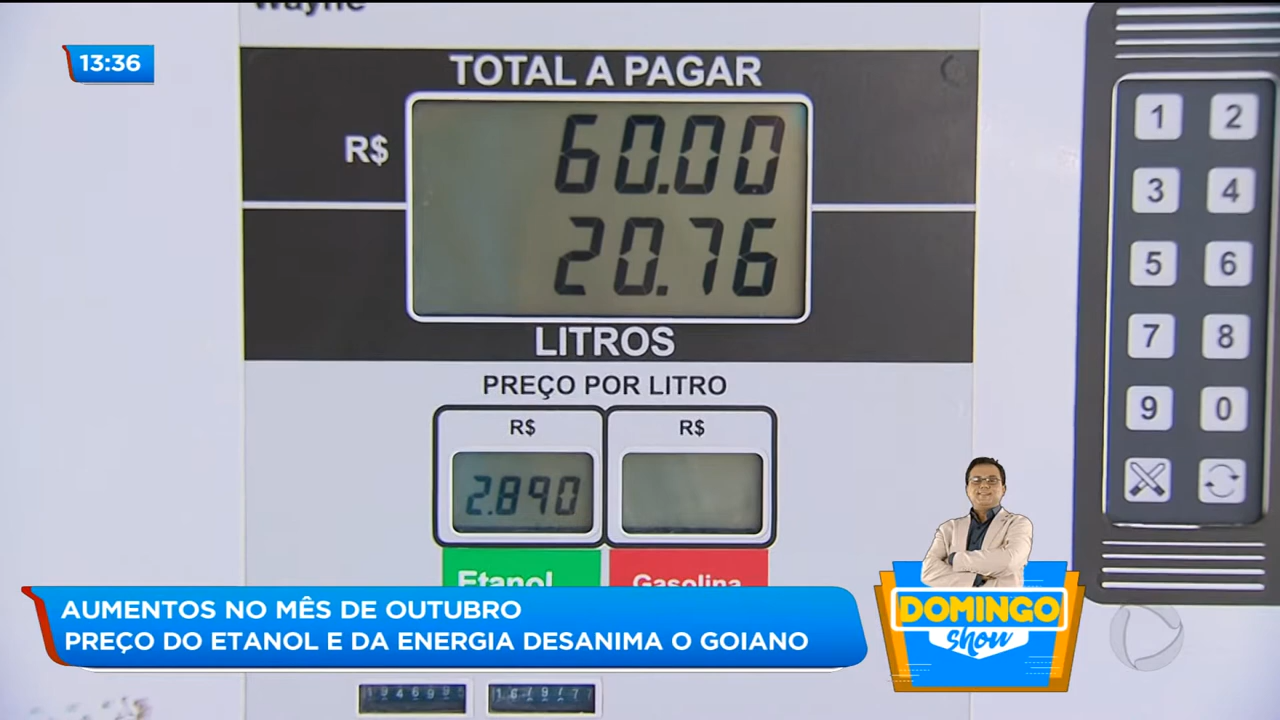 13:36
TOTAL A PAGAR
R$
60.00
20.76
LITROS
PREÇO POR LITRO
R$ R$
2.890
Etanol Gasolina
1 2
3 4
5 6
7 8
9 0
AUMENTOS NO MÊS DE OUTUBRO
PREÇO DO ETANOL E DA ENERGIA DESANIMA O GOIANO
DOMINGO
show